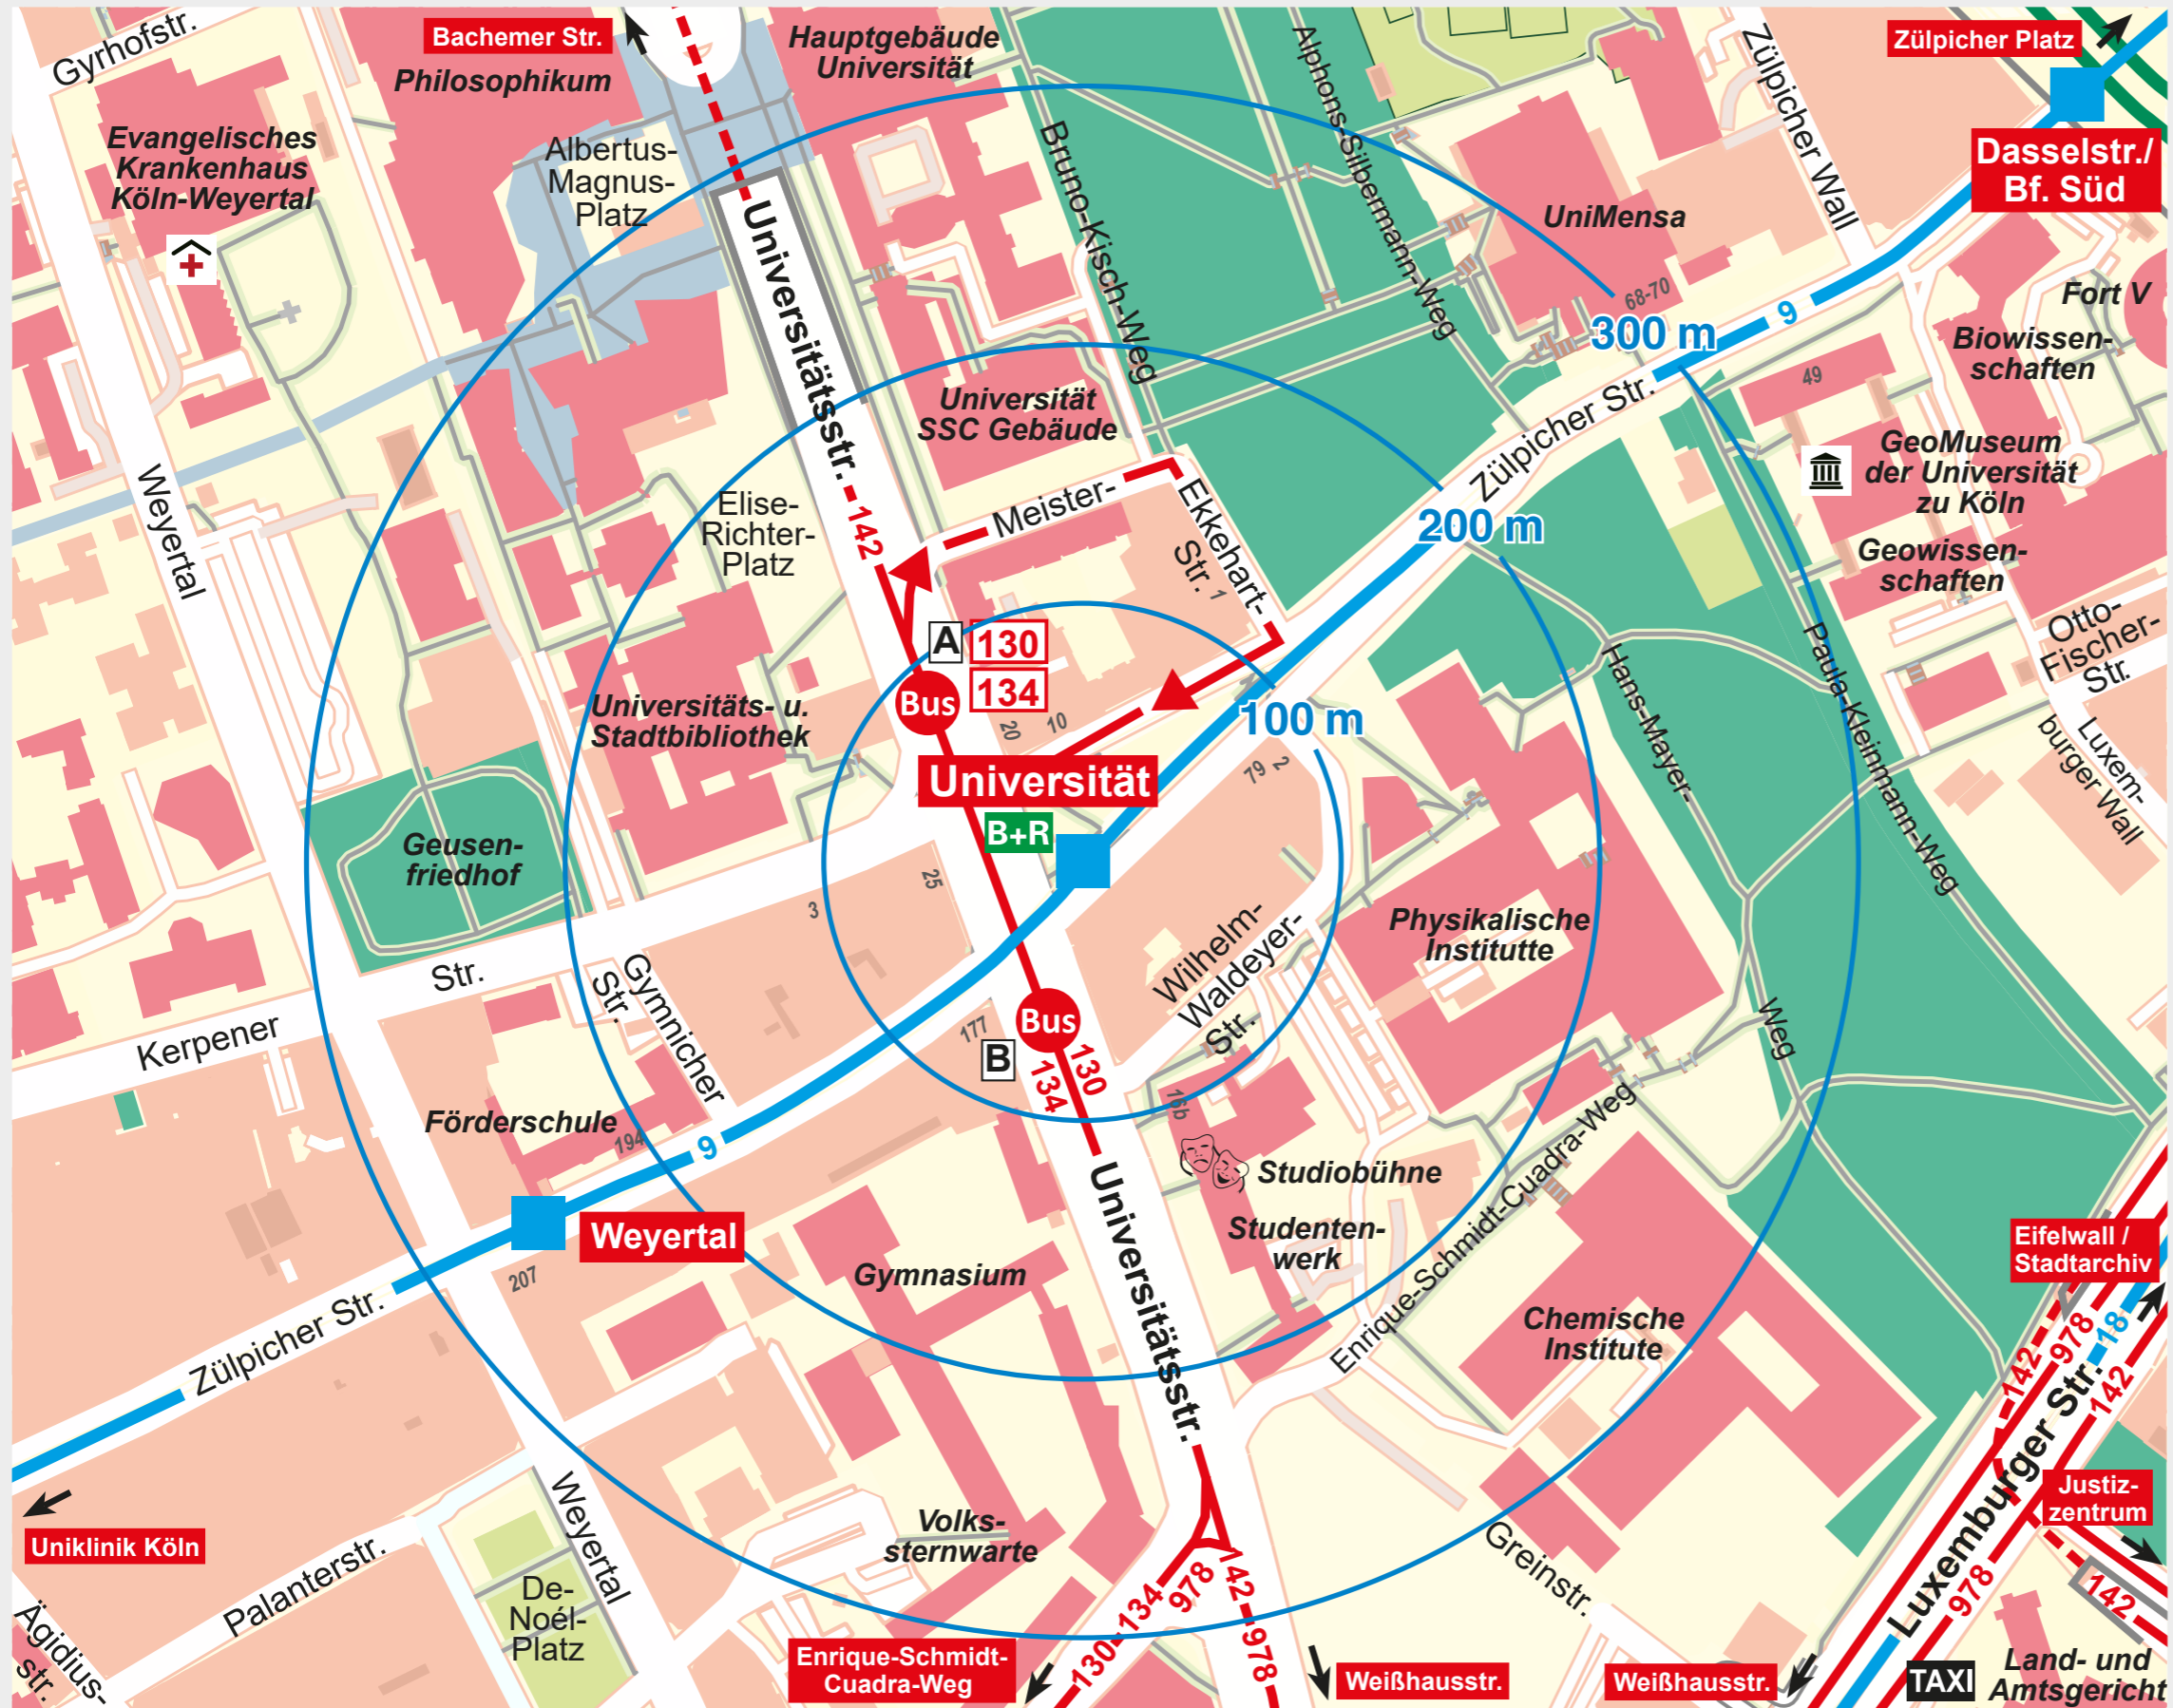 Gyrhofstr.
Bachemer Str.
Philosophikum
Hauptgebäude
Universität
Alphons-Silbermann-Weg
Zülpicher Wall
Zülpicher Platz
Dasselstr./
Bf. Süd
Evangelisches
Krankenhaus
Köln-Weyertal
Albertus-
Magnus-
Platz
Bruno-Kisch-Weg
UniMensa
68-70
300 m
9
Fort V
Biowissen-
schaften
49
Universitätsstr.
142
Universität
SSC Gebäude
Zülpicher Str.
GeoMuseum
der Universität
zu Köln
Geowissen-
schaften
Weyertal
Elise-
Richter-
Platz
Meister-
Ekkehart-
Str.
1
200 m
Otto-
Fischer-
Str.
A
130
134
Bus
Universitäts- u.
Stadtbibliothek
20
10
100 m
Hans-Mayer-
Weg
Paula-Kleinmann-Weg
Luxem-
burger Wall
Universität
B+R
79
2
Geusen-
friedhof
25
3
Kerpener
Str.
Gymnicher
Str.
Wilhelm-
Waldeyer-
Str.
Physikalische
Institutte
177
Bus
B
130
134
16b
Förderschule
194
9
Weyertal
207
Studiobühne
Studenten-
werk
Enrique-Schmidt-Cuadra-Weg
Universitätsstr.
Gymnasium
Chemische
Institute
Eifelwall /
Stadtarchiv
Zülpicher Str.
142
978
18
142
Luxemburger Str.
978
Justiz-
zentrum
142
Uniklinik Köln
Palanterstr.
Ägidius-
str.
De-
Noél-
Platz
Weyertal
Volks-
sternwarte
Greinstr.
130-134
978
142-978
Enrique-Schmidt-
Cuadra-Weg
Weißhausstr.
Weißhausstr.
TAXI
Land- und
Amtsgericht